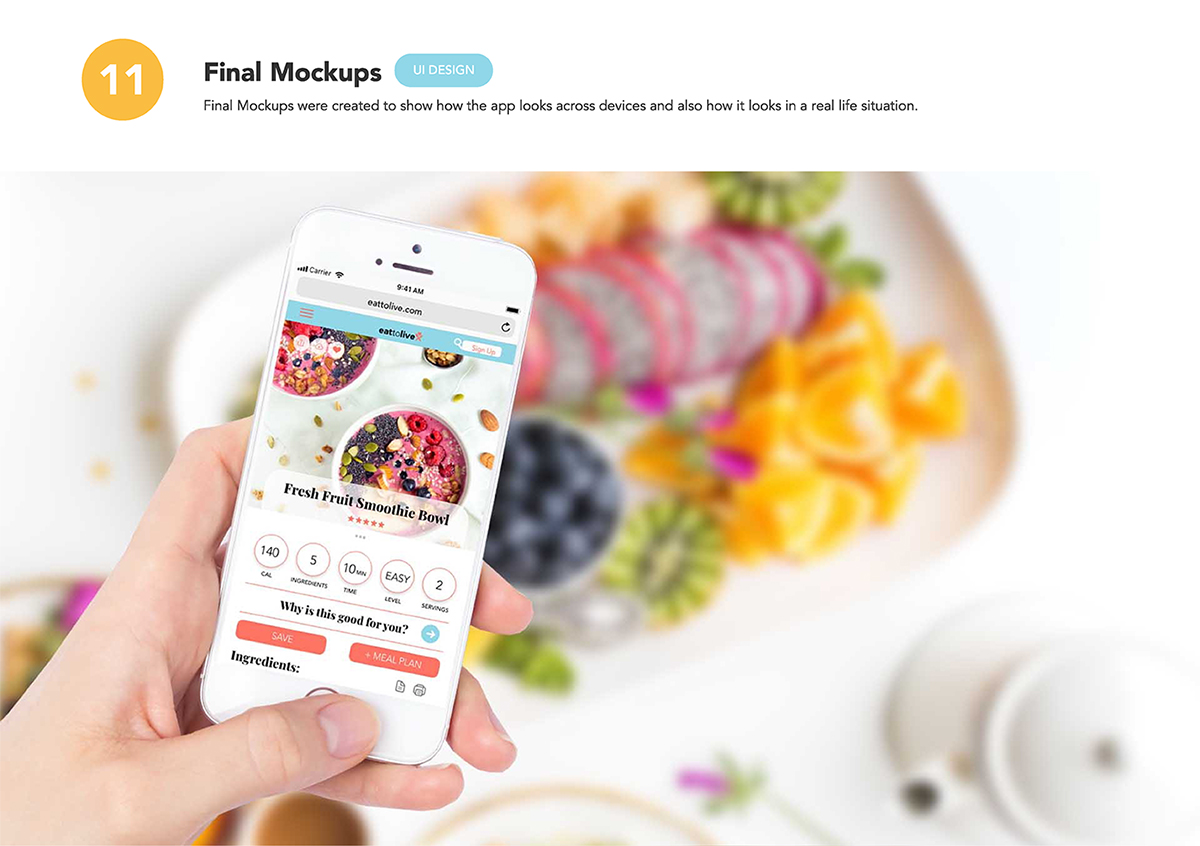 11
Final Mockups
UI DESIGN
Final Mockups were created to show how the app looks across devices and also how it looks in a real life situation.
Carrier
9:41 AM
eattolive.com
eattolive
Sign Up
Fresh Fruit Smoothie Bowl
140
5
10MIN
EASY
2
CAL
INGREDIENTS
TIME
LEVEL
SERVINGS
Why is this good for you?
SAVE
+ MEAL PLAN
Ingredients: